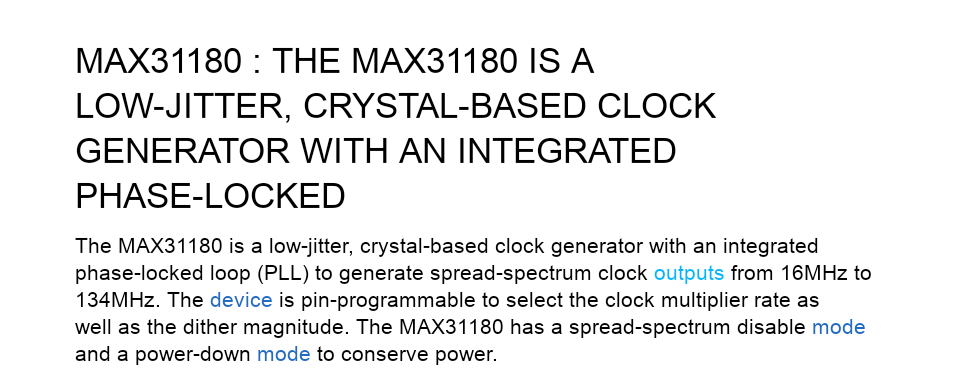 MAX31180 : THE MAX31180 IS A
LOW-JITTER, CRYSTAL-BASED CLOCK
GENERATOR WITH AN INTEGRATED
PHASE-LOCKED
The MAX31180 is a low-jitter, crystal-based clock generator with an integrated
phase-locked loop (PLL) to generate spread-spectrum clock outputs from 16MHz to
134MHz. The device is pin-programmable to select the clock multiplier rate as
well as the dither magnitude. The MAX31180 has a spread-spectrum disable mode
and a power-down mode to conserve power.